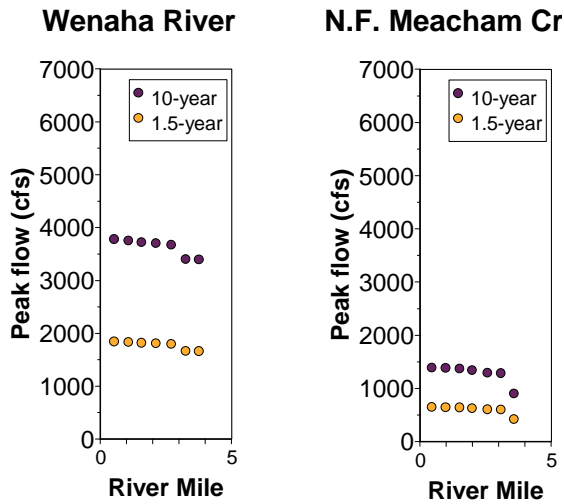 Wenaha River
7000
6000
5000
4000
3000
2000
1000
0
Peak flow (cfs)
10-year
1.5-year
0
5
River Mile
N.F. Meacham Cr
7000
6000
5000
4000
3000
2000
1000
0
Peak flow (cfs)
10-year
1.5-year
0
5
River Mile